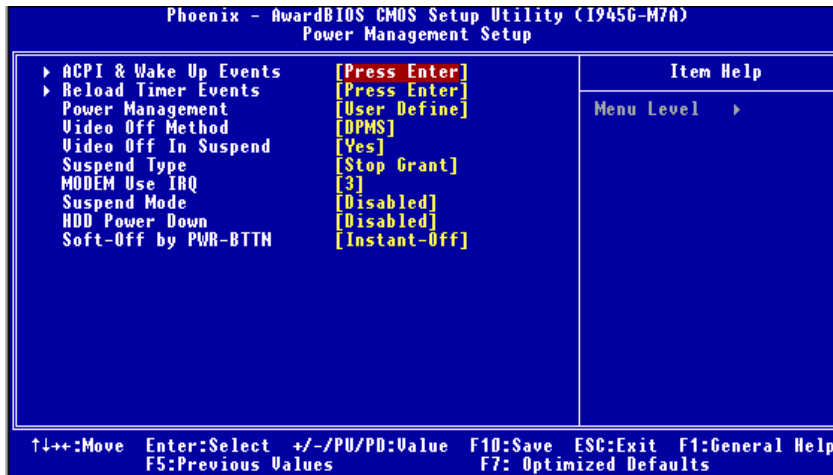 Phoenix - AwardBIOS CMOS Setup Utility (I945G-M7A)
Power Management Setup
▸ ACPI & Wake Up Events [Press Enter]
▸ Reload Timer Events [Press Enter]
Power Management [User Define]
Video Off Method [DPMS]
Video Off In Suspend [Yes]
Suspend Type [Stop Grant]
MODEM Use IRQ [3]
Suspend Mode [Disabled]
HDD Power Down [Disabled]
Soft-Off by PWR-BTTN [Instant-Off]
Item Help
Menu Level ▸
↑↓→←:Move Enter:Select +/-/PU/PD:Value F10:Save ESC:Exit F1:General Help
F5:Previous Values F7: Optimized Defaults